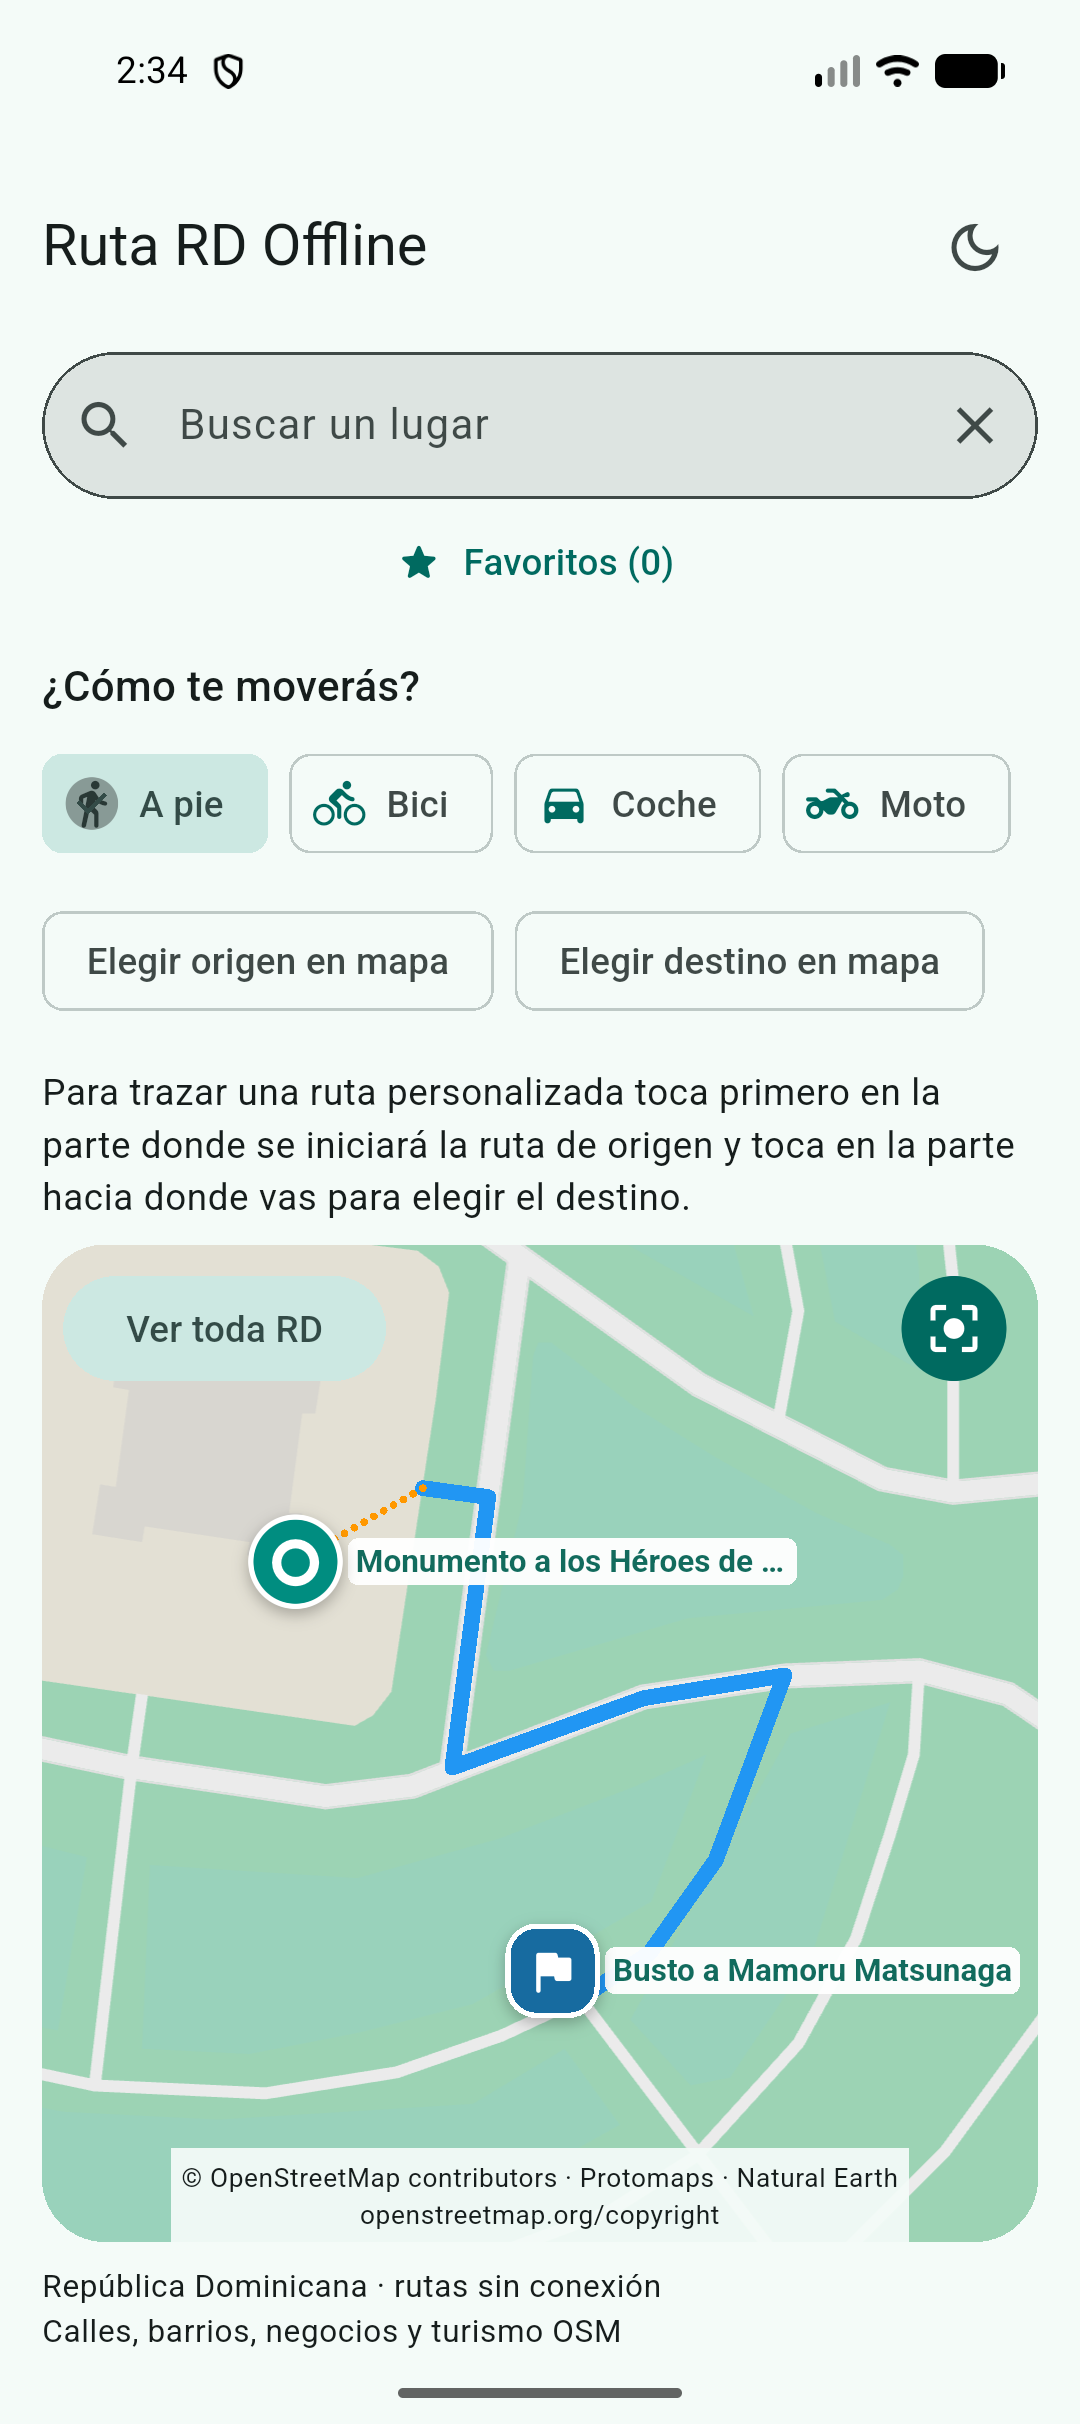 2:34
Ruta RD Offline
Buscar un lugar
Favoritos (0)
¿Cómo te moverás?
A pie
Bici
Coche
Moto
Elegir origen en mapa
Elegir destino en mapa
Para trazar una ruta personalizada toca primero en la
parte donde se iniciará la ruta de origen y toca en la parte
hacia donde vas para elegir el destino.
Ver toda RD
Monumento a los Héroes de ...
Busto a Mamoru Matsunaga
© OpenStreetMap contributors · Protomaps · Natural Earth
openstreetmap.org/copyright
República Dominicana · rutas sin conexión
Calles, barrios, negocios y turismo OSM